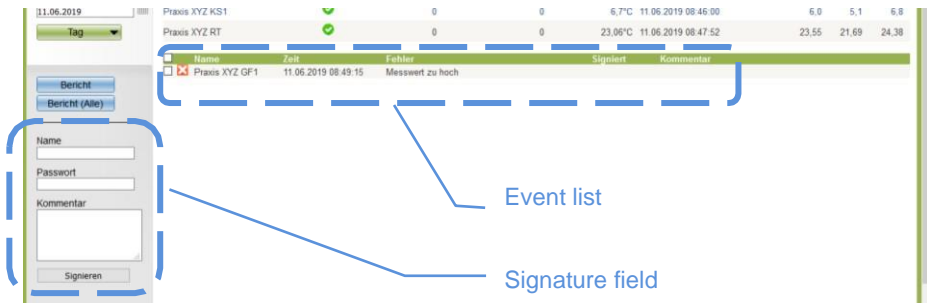 11.06.2019
Praxis XYZ KS1 0 0 6,7°C 11.06.2019 08:46:00 6,0 5,1 6,8
Tag
Praxis XYZ RT 0 0 23,06°C 11.06.2019 08:47:52 23,55 21,69 24,38
Name Zeit Fehler Signiert Kommentar
Praxis XYZ GF1 11.06.2019 08:49:15 Messwert zu hoch
Bericht
Bericht (Alle)
Name
Passwort
Kommentar
Signieren
Event list
Signature field